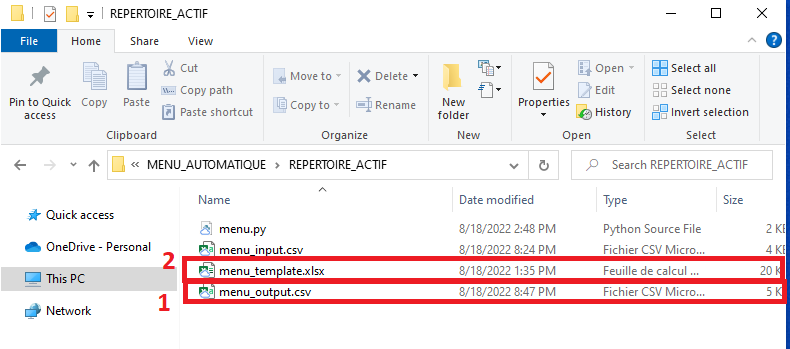 REPERTOIRE_ACTIF
File Home Share View
Pin to Quick access
Copy
Paste
Cut
Copy path
Paste shortcut
Clipboard
Move to
Copy to
Delete
Rename
Organize
New folder
New
Properties
Open
Edit
History
Open
Select all
Select none
Invert selection
Select
MENU_AUTOMATIQUE REPERTOIRE_ACTIF
Search REPERTOIRE_ACTIF
Quick access
OneDrive - Personal
This PC
Network
Name Date modified Type Size
menu.py 8/18/2022 2:48 PM Python Source File 2 KB
menu_input.csv 8/18/2022 8:24 PM Fichier CSV Micro... 4 KB
2 menu_template.xlsx 8/18/2022 1:35 PM Feuille de calcul ... 20 K
1 menu_output.csv 8/18/2022 8:47 PM Fichier CSV Micro... 5 K